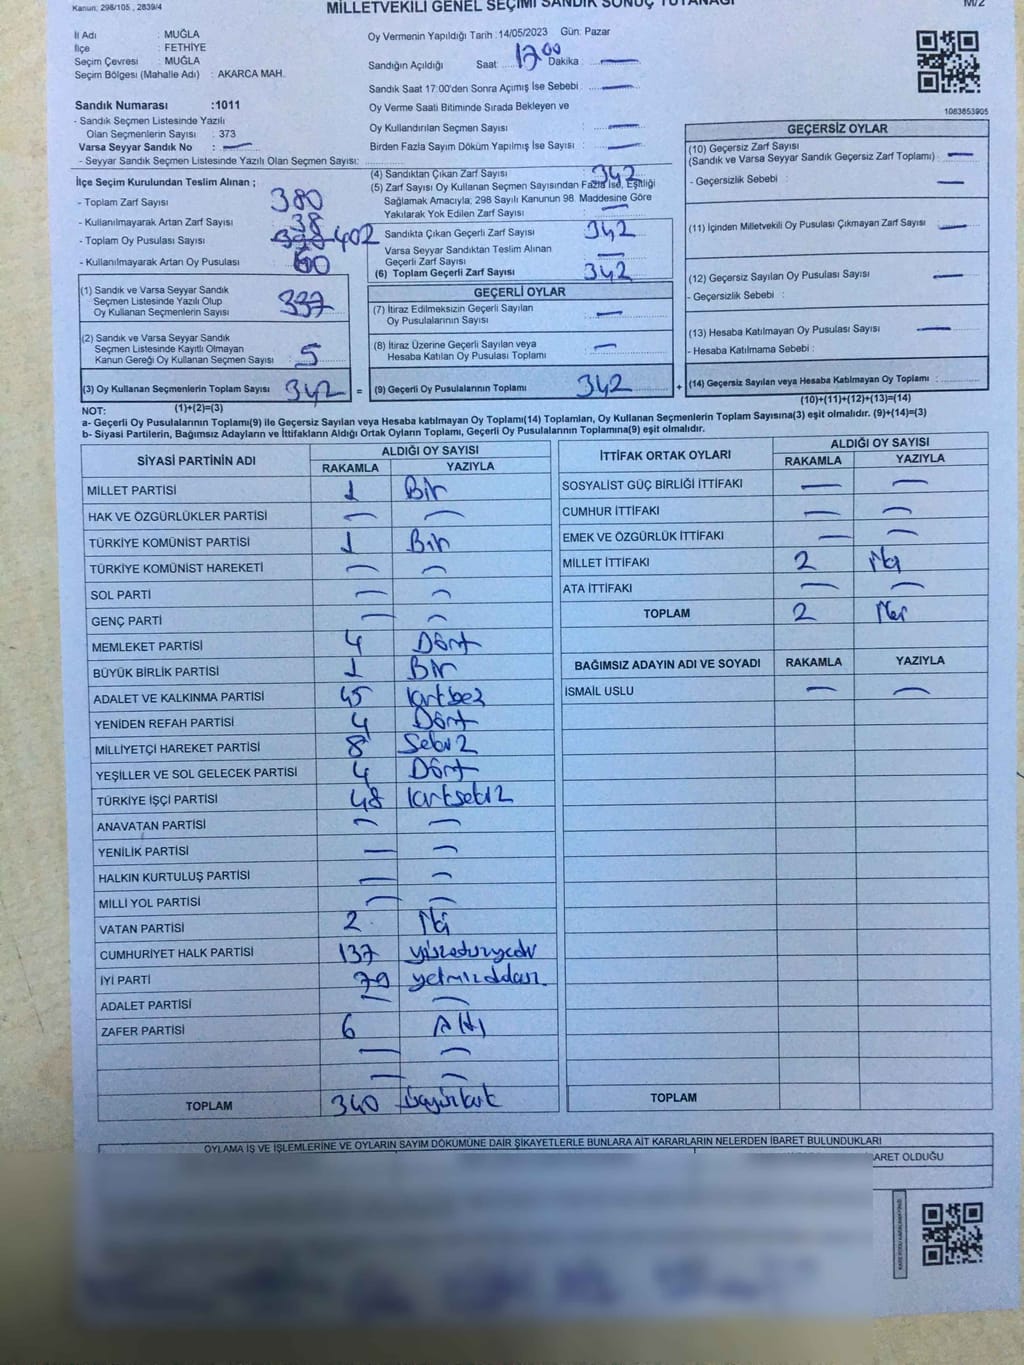 Kanun: 298/105 , 2839/4
MİLLETVEKİLİ GENEL SEÇİMİ SANDIK SONUÇ TUTANAĞI
M/2
İl Adı : MUĞLA
İlçe : FETHİYE
Seçim Çevresi : MUĞLA
Seçim Bölgesi (Mahalle Adı) : AKARCA MAH.
Oy Vermenin Yapıldığı Tarih :14/05/2023 Gün: Pazar
Sandığın Açıldığı Saat 17.00 Dakika : —
Sandık Saat 17:00'den Sonra Açımış İse Sebebi : —
Oy Verme Saati Bitiminde Sırada Bekleyen ve
Oy Kullandırılan Seçmen Sayısı : —
Birden Fazla Sayım Döküm Yapılmış İse Sayısı : —
1083853905
Sandık Numarası :1011
- Sandık Seçmen Listesinde Yazılı
Olan Seçmenlerin Sayısı : 373
Varsa Seyyar Sandık No : —
- Seyyar Sandık Seçmen Listesinde Yazılı Olan Seçmen Sayısı:
İlçe Seçim Kurulundan Teslim Alınan ;
- Toplam Zarf Sayısı 380
- Kullanılmayarak Artan Zarf Sayısı 38
- Toplam Oy Pusulası Sayısı 402
- Kullanılmayarak Artan Oy Pusulası 60
(1) Sandık ve Varsa Seyyar Sandık
Seçmen Listesinde Yazılı Olup
Oy Kullanan Seçmenlerin Sayısı 337
(2) Sandık ve Varsa Seyyar Sandık
Seçmen Listesinde Kayıtlı Olmayan
Kanun Gereği Oy Kullanan Seçmen Sayısı 5
(3) Oy Kullanan Seçmenlerin Toplam Sayısı 342 =
(1)+(2)=(3)
(4) Sandıktan Çıkan Zarf Sayısı 342
(5) Zarf Sayısı Oy Kullanan Seçmen Sayısından Fazla İse, Eşitliği
Sağlamak Amacıyla; 298 Sayılı Kanunun 98. Maddesine Göre
Yakılarak Yok Edilen Zarf Sayısı —
Sandıkta Çıkan Geçerli Zarf Sayısı 342
Varsa Seyyar Sandıktan Teslim Alınan
Geçerli Zarf Sayısı —
(6) Toplam Geçerli Zarf Sayısı 342
GEÇERLİ OYLAR
(7) İtiraz Edilmeksizin Geçerli Sayılan
Oy Pusulalarının Sayısı —
(8) İtiraz Üzerine Geçerli Sayılan veya
Hesaba Katılan Oy Pusulası Toplamı —
(9) Geçerli Oy Pusulalarının Toplamı 342 +
GEÇERSİZ OYLAR
(10) Geçersiz Zarf Sayısı
(Sandık ve Varsa Seyyar Sandık Geçersiz Zarf Toplamı) —
- Geçersizlik Sebebi : —
(11) İçinden Milletvekili Oy Pusulası Çıkmayan Zarf Sayısı —
(12) Geçersiz Sayılan Oy Pusulası Sayısı —
- Geçersizlik Sebebi :
(13) Hesaba Katılmayan Oy Pusulası Sayısı —
- Hesaba Katılmama Sebebi :
(14) Geçersiz Sayılan veya Hesaba Katılmayan Oy Toplamı :
(10)+(11)+(12)+(13)=(14)
NOT:
a- Geçerli Oy Pusulalarının Toplamı(9) ile Geçersiz Sayılan veya Hesaba katılmayan Oy Toplamı(14) Toplamları, Oy Kullanan Seçmenlerin Toplam Sayısına(3) eşit olmalıdır. (9)+(14)=(3)
b- Siyasi Partilerin, Bağımsız Adayların ve İttifakların Aldığı Ortak Oyların Toplamı, Geçerli Oy Pusulalarının Toplamına(9) eşit olmalıdır.
SİYASİ PARTİNİN ADI ALDIĞI OY SAYISI
RAKAMLA YAZIYLA
MİLLET PARTİSİ 1 Bir
HAK VE ÖZGÜRLÜKLER PARTİSİ — —
TÜRKİYE KOMÜNİST PARTİSİ 1 Bir
TÜRKİYE KOMÜNİST HAREKETİ — —
SOL PARTİ — —
GENÇ PARTİ — —
MEMLEKET PARTİSİ 4 Dört
BÜYÜK BİRLİK PARTİSİ 1 Bir
ADALET VE KALKINMA PARTİSİ 45 kırkbeş
YENİDEN REFAH PARTİSİ 4 Dört
MİLLİYETÇİ HAREKET PARTİSİ 8 Sekiz
YEŞİLLER VE SOL GELECEK PARTİSİ 4 Dört
TÜRKİYE İŞÇİ PARTİSİ 48 kırksekiz
ANAVATAN PARTİSİ — —
YENİLİK PARTİSİ — —
HALKIN KURTULUŞ PARTİSİ — —
MİLLİ YOL PARTİSİ — —
VATAN PARTİSİ 2 İki
CUMHURİYET HALK PARTİSİ 137 yüzotuzyedi
İYİ PARTİ 79 yetmişdokuz
ADALET PARTİSİ — —
ZAFER PARTİSİ 6 Altı
— —
— —
TOPLAM 340 üçyüzkırk
İTTİFAK ORTAK OYLARI ALDIĞI OY SAYISI
RAKAMLA YAZIYLA
SOSYALİST GÜÇ BİRLİĞİ İTTİFAKI — —
CUMHUR İTTİFAKI — —
EMEK VE ÖZGÜRLÜK İTTİFAKI — —
MİLLET İTTİFAKI 2 İki
ATA İTTİFAKI — —
TOPLAM 2 İki
BAĞIMSIZ ADAYIN ADI VE SOYADI RAKAMLA YAZIYLA
İSMAİL USLU — —
TOPLAM
OYLAMA İŞ VE İŞLEMLERİNE VE OYLARIN SAYIM DÖKÜMÜNE DAİR ŞİKAYETLERLE BUNLARA AİT KARARLARIN NELERDEN İBARET BULUNDUKLARI
BARET OLDUĞU